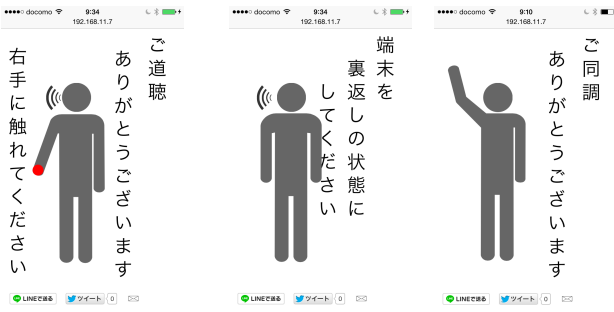 docomo 9:34
192.168.11.7
ご道聴
ありがとうございます
右手に触れてください
LINEで送る ツイート 0
docomo 9:34
192.168.11.7
端末を
裏返しの状態に
してください
LINEで送る ツイート 0
docomo 9:10
192.168.11.7
ご同調
ありがとうございます
LINEで送る ツイート 0